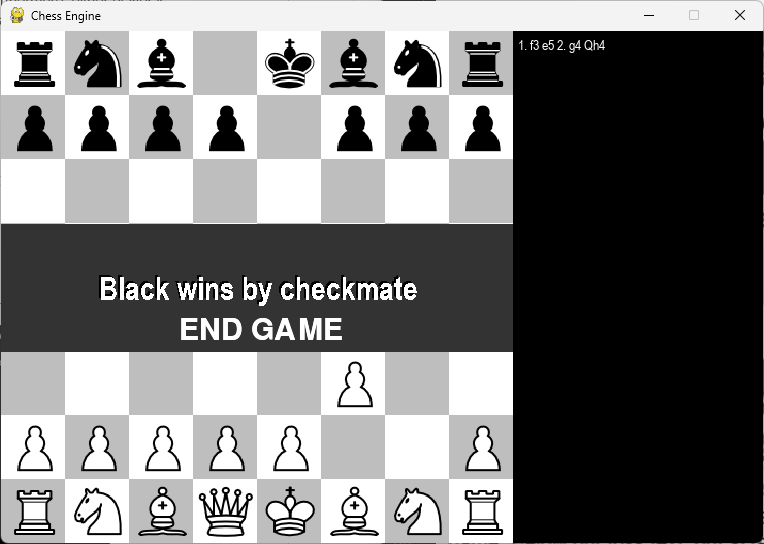 Chess Engine
1. f3 e5 2. g4 Qh4
Black wins by checkmate
END GAME